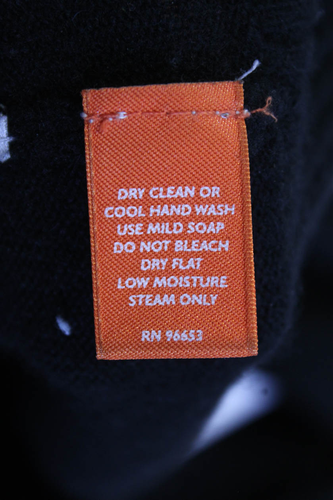 DRY CLEAN OR
COOL HAND WASH
USE MILD SOAP
DO NOT BLEACH
DRY FLAT
LOW MOISTURE
STEAM ONLY
RN 96653